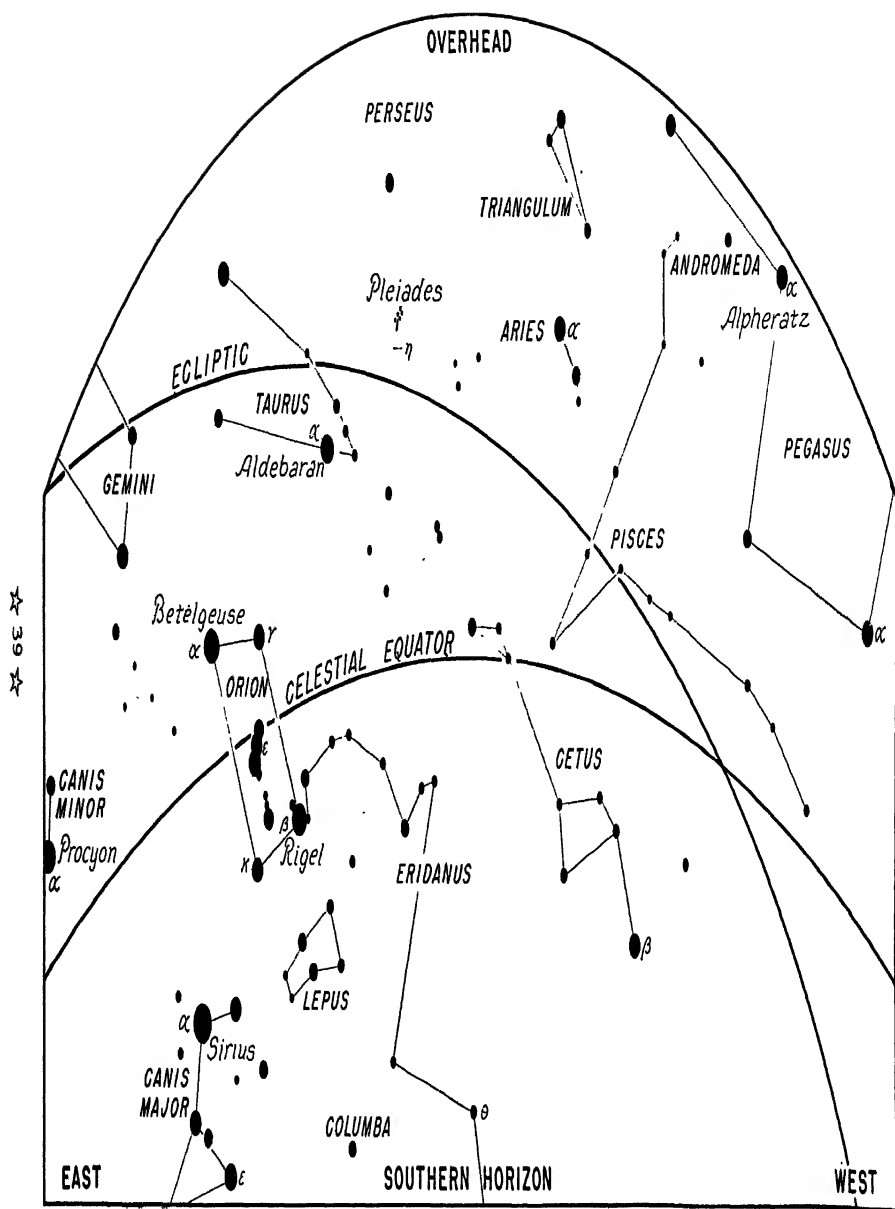 OVERHEAD
PERSEUS
TRIANGULUM
ANDROMEDA
α
Alpheratz
Pleiades
η
ARIES α
ECLIPTIC
TAURUS
α
Aldebaran
GEMINI
PEGASUS
PISCES
α
Betelgeuse
α
γ
ORION
CELESTIAL EQUATOR
ε
☆ 39 ☆
CANIS
MINOR
Procyon
α
β
Rigel
κ
CETUS
ERIDANUS
β
LEPUS
α
Sirius
CANIS
MAJOR
ε
COLUMBA
θ
EAST
SOUTHERN HORIZON
WEST